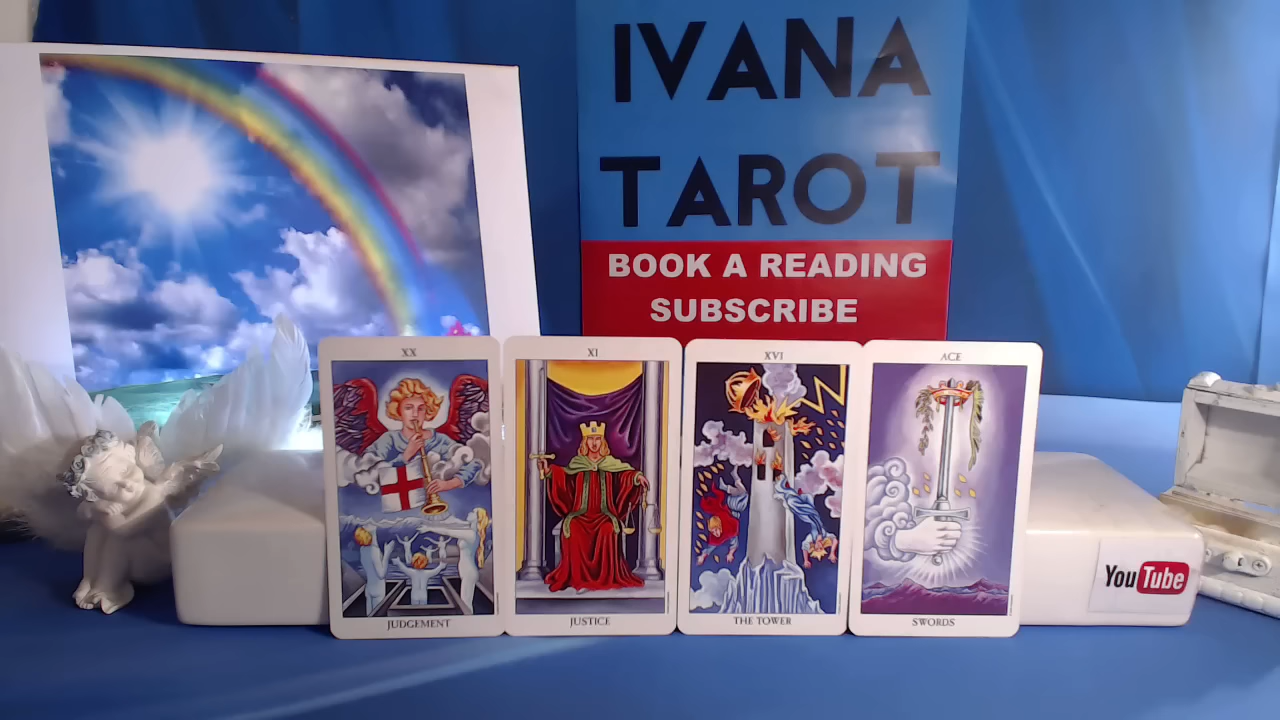 IVANA
TAROT
BOOK A READING
SUBSCRIBE
XX
JUDGEMENT
XI
JUSTICE
XVI
THE TOWER
ACE
SWORDS
YouTube